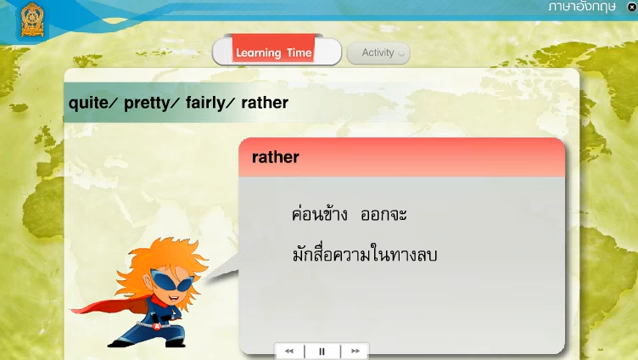 ภาษาอังกฤษ
Learning Time
Activity
quite/ pretty/ fairly/ rather
rather
ค่อนข้าง ออกจะ
มักสื่อความในทางลบ
A